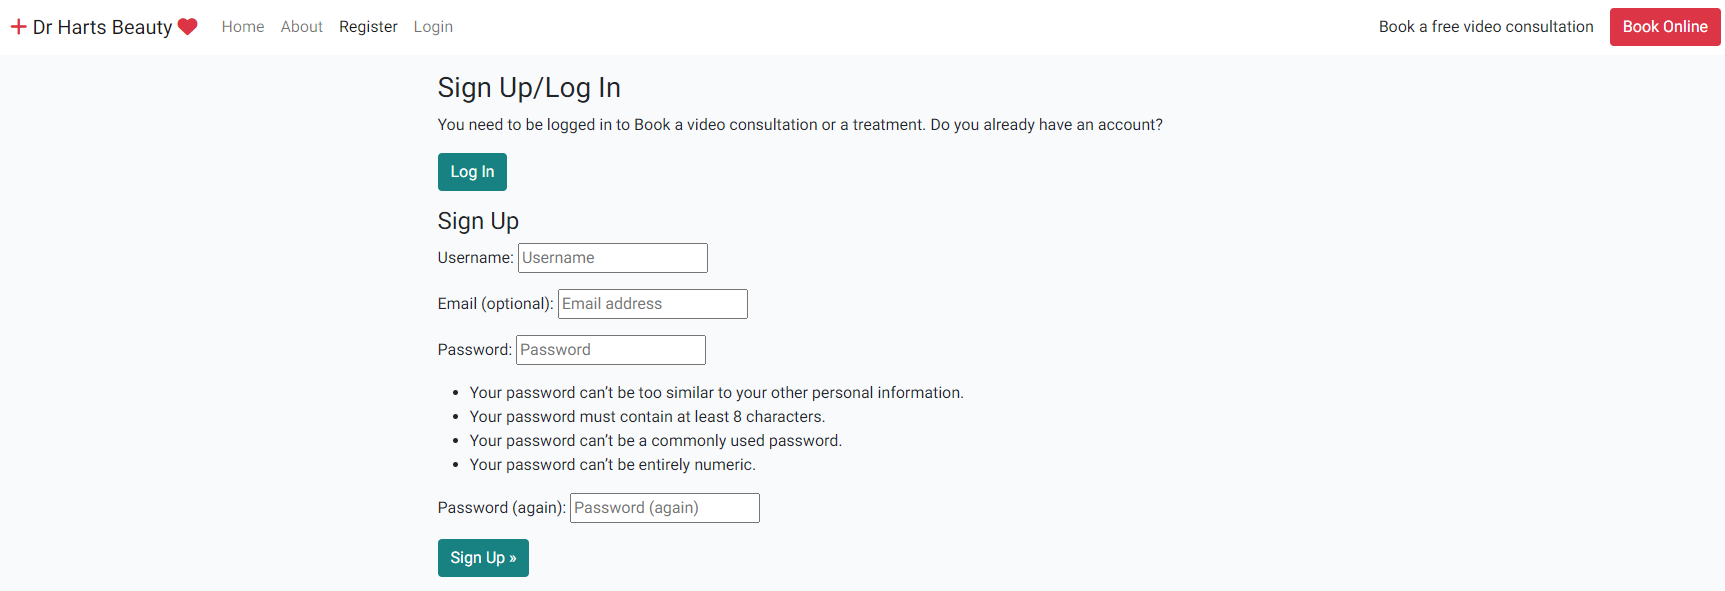 Dr Harts Beauty Home About Register Login Book a free video consultation Book Online
Sign Up/Log In
You need to be logged in to Book a video consultation or a treatment. Do you already have an account?
Log In
Sign Up
Username: Username
Email (optional): Email address
Password: Password
• Your password can’t be too similar to your other personal information.
• Your password must contain at least 8 characters.
• Your password can’t be a commonly used password.
• Your password can’t be entirely numeric.
Password (again): Password (again)
Sign Up »